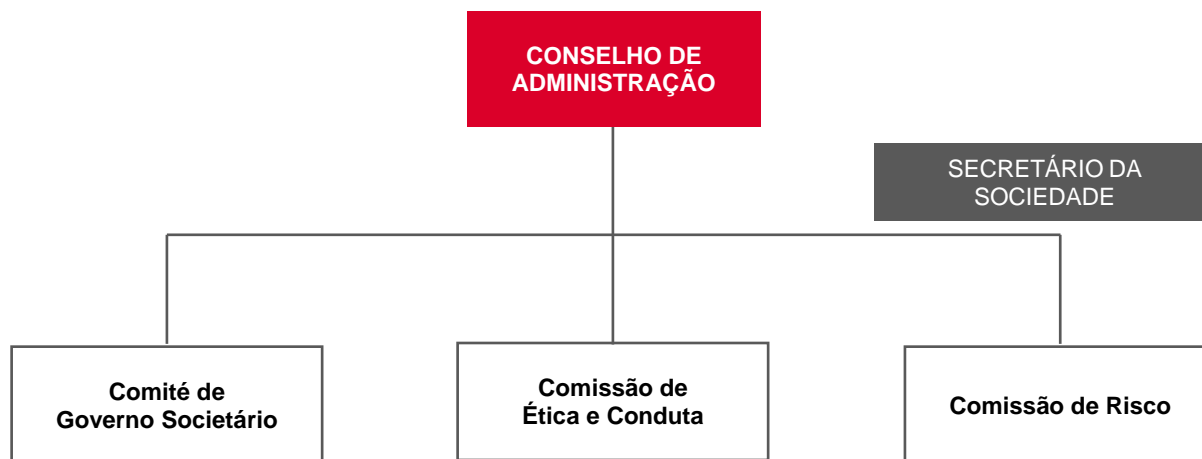 CONSELHO DE
ADMINISTRAÇÃO
SECRETÁRIO DA
SOCIEDADE
Comité de
Governo Societário
Comissão de
Ética e Conduta
Comissão de Risco